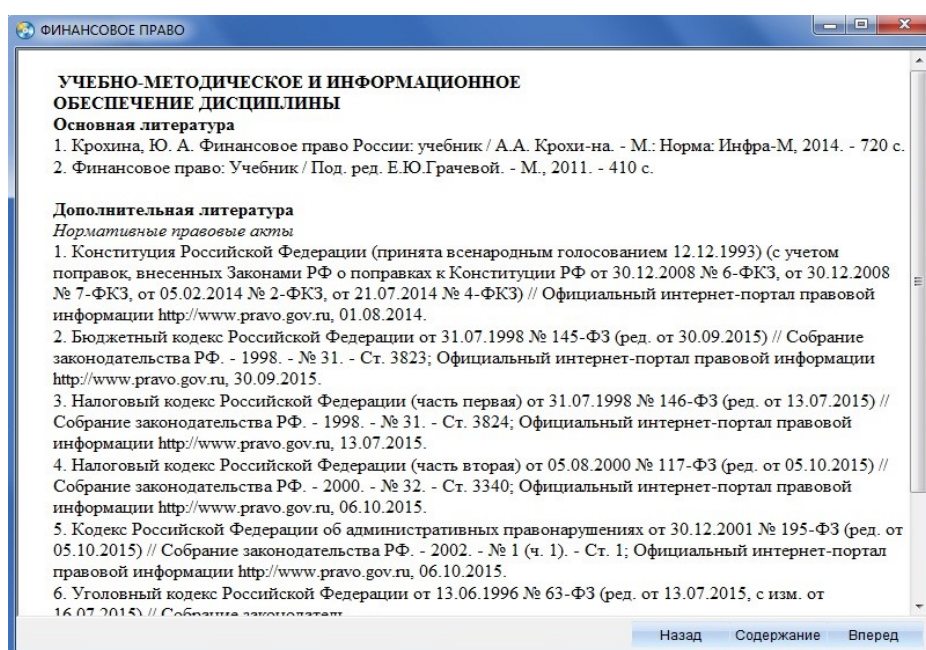 ФИНАНСОВОЕ ПРАВО
УЧЕБНО-МЕТОДИЧЕСКОЕ И ИНФОРМАЦИОННОЕ
ОБЕСПЕЧЕНИЕ ДИСЦИПЛИНЫ
Основная литература
1. Крохина, Ю. А. Финансовое право России: учебник / А.А. Крохи-на. - М.: Норма: Инфра-М, 2014. - 720 с.
2. Финансовое право: Учебник / Под. ред. Е.Ю.Грачевой. - М., 2011. - 410 с.
Дополнительная литература
Нормативные правовые акты
1. Конституция Российской Федерации (принята всенародным голосованием 12.12.1993) (с учетом
поправок, внесенных Законами РФ о поправках к Конституции РФ от 30.12.2008 № 6-ФКЗ, от 30.12.2008
№ 7-ФКЗ, от 05.02.2014 № 2-ФКЗ, от 21.07.2014 № 4-ФКЗ) // Официальный интернет-портал правовой
информации http://www.pravo.gov.ru, 01.08.2014.
2. Бюджетный кодекс Российской Федерации от 31.07.1998 № 145-ФЗ (ред. от 30.09.2015) // Собрание
законодательства РФ. - 1998. - № 31. - Ст. 3823; Официальный интернет-портал правовой информации
http://www.pravo.gov.ru, 30.09.2015.
3. Налоговый кодекс Российской Федерации (часть первая) от 31.07.1998 № 146-ФЗ (ред. от 13.07.2015) //
Собрание законодательства РФ. - 1998. - № 31. - Ст. 3824; Официальный интернет-портал правовой
информации http://www.pravo.gov.ru, 13.07.2015.
4. Налоговый кодекс Российской Федерации (часть вторая) от 05.08.2000 № 117-ФЗ (ред. от 05.10.2015) //
Собрание законодательства РФ. - 2000. - № 32. - Ст. 3340; Официальный интернет-портал правовой
информации http://www.pravo.gov.ru, 06.10.2015.
5. Кодекс Российской Федерации об административных правонарушениях от 30.12.2001 № 195-ФЗ (ред. от
05.10.2015) // Собрание законодательства РФ. - 2002. - № 1 (ч. 1). - Ст. 1; Официальный интернет-портал
правовой информации http://www.pravo.gov.ru, 06.10.2015.
6. Уголовный кодекс Российской Федерации от 13.06.1996 № 63-ФЗ (ред. от 13.07.2015, с изм. от
16.07.2015) // Собрание законодатель
Назад Содержание Вперед